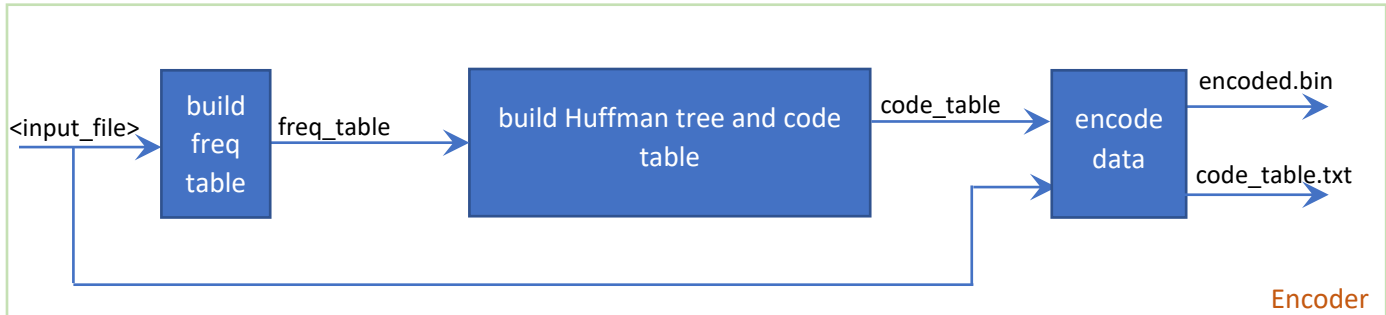 <input_file>
build
freq
table
freq_table
build Huffman tree and code
table
code_table
encode
data
encoded.bin
code_table.txt
Encoder